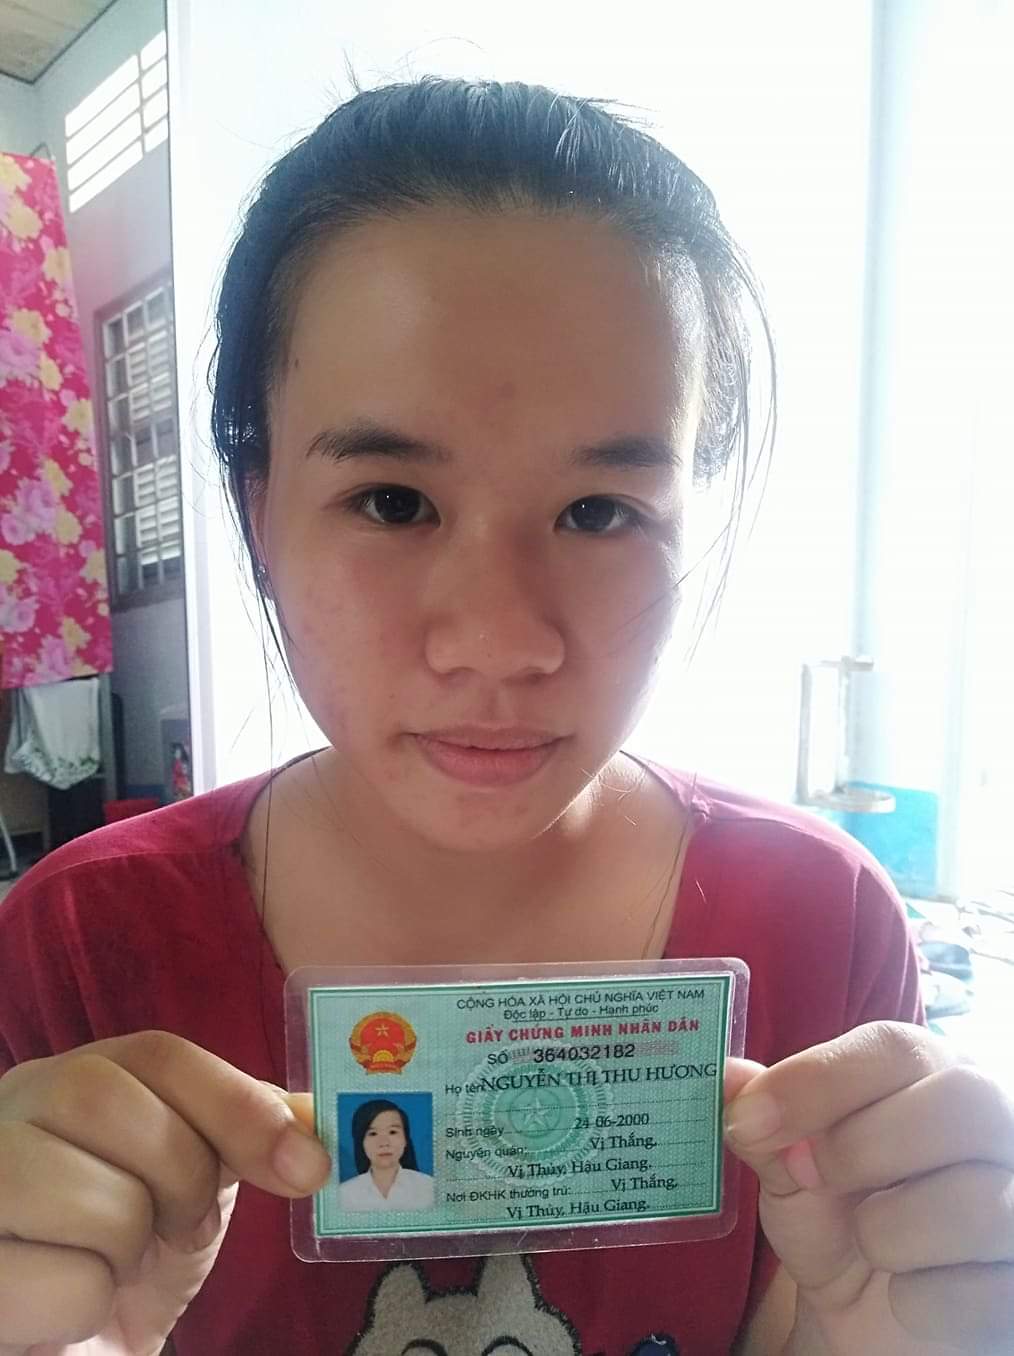 CỘNG HÒA XÃ HỘI CHỦ NGHĨA VIỆT NAM
Độc lập - Tự do - Hạnh phúc
GIẤY CHỨNG MINH NHÂN DÂN
SỐ 364032182
Họ tên NGUYỄN THỊ THU HƯƠNG
Sinh ngày 24-06-2000
Nguyên quán: Vị Thắng,
Vị Thủy, Hậu Giang.
Nơi ĐKHK thường trú: Vị Thắng,
Vị Thủy, Hậu Giang.